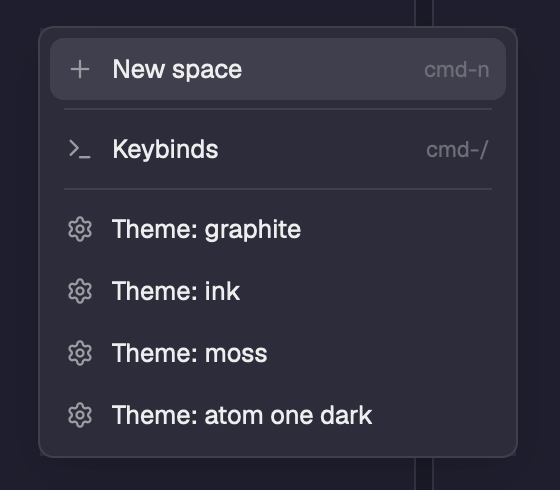 New space cmd-n
Keybinds cmd-/
Theme: graphite
Theme: ink
Theme: moss
Theme: atom one dark